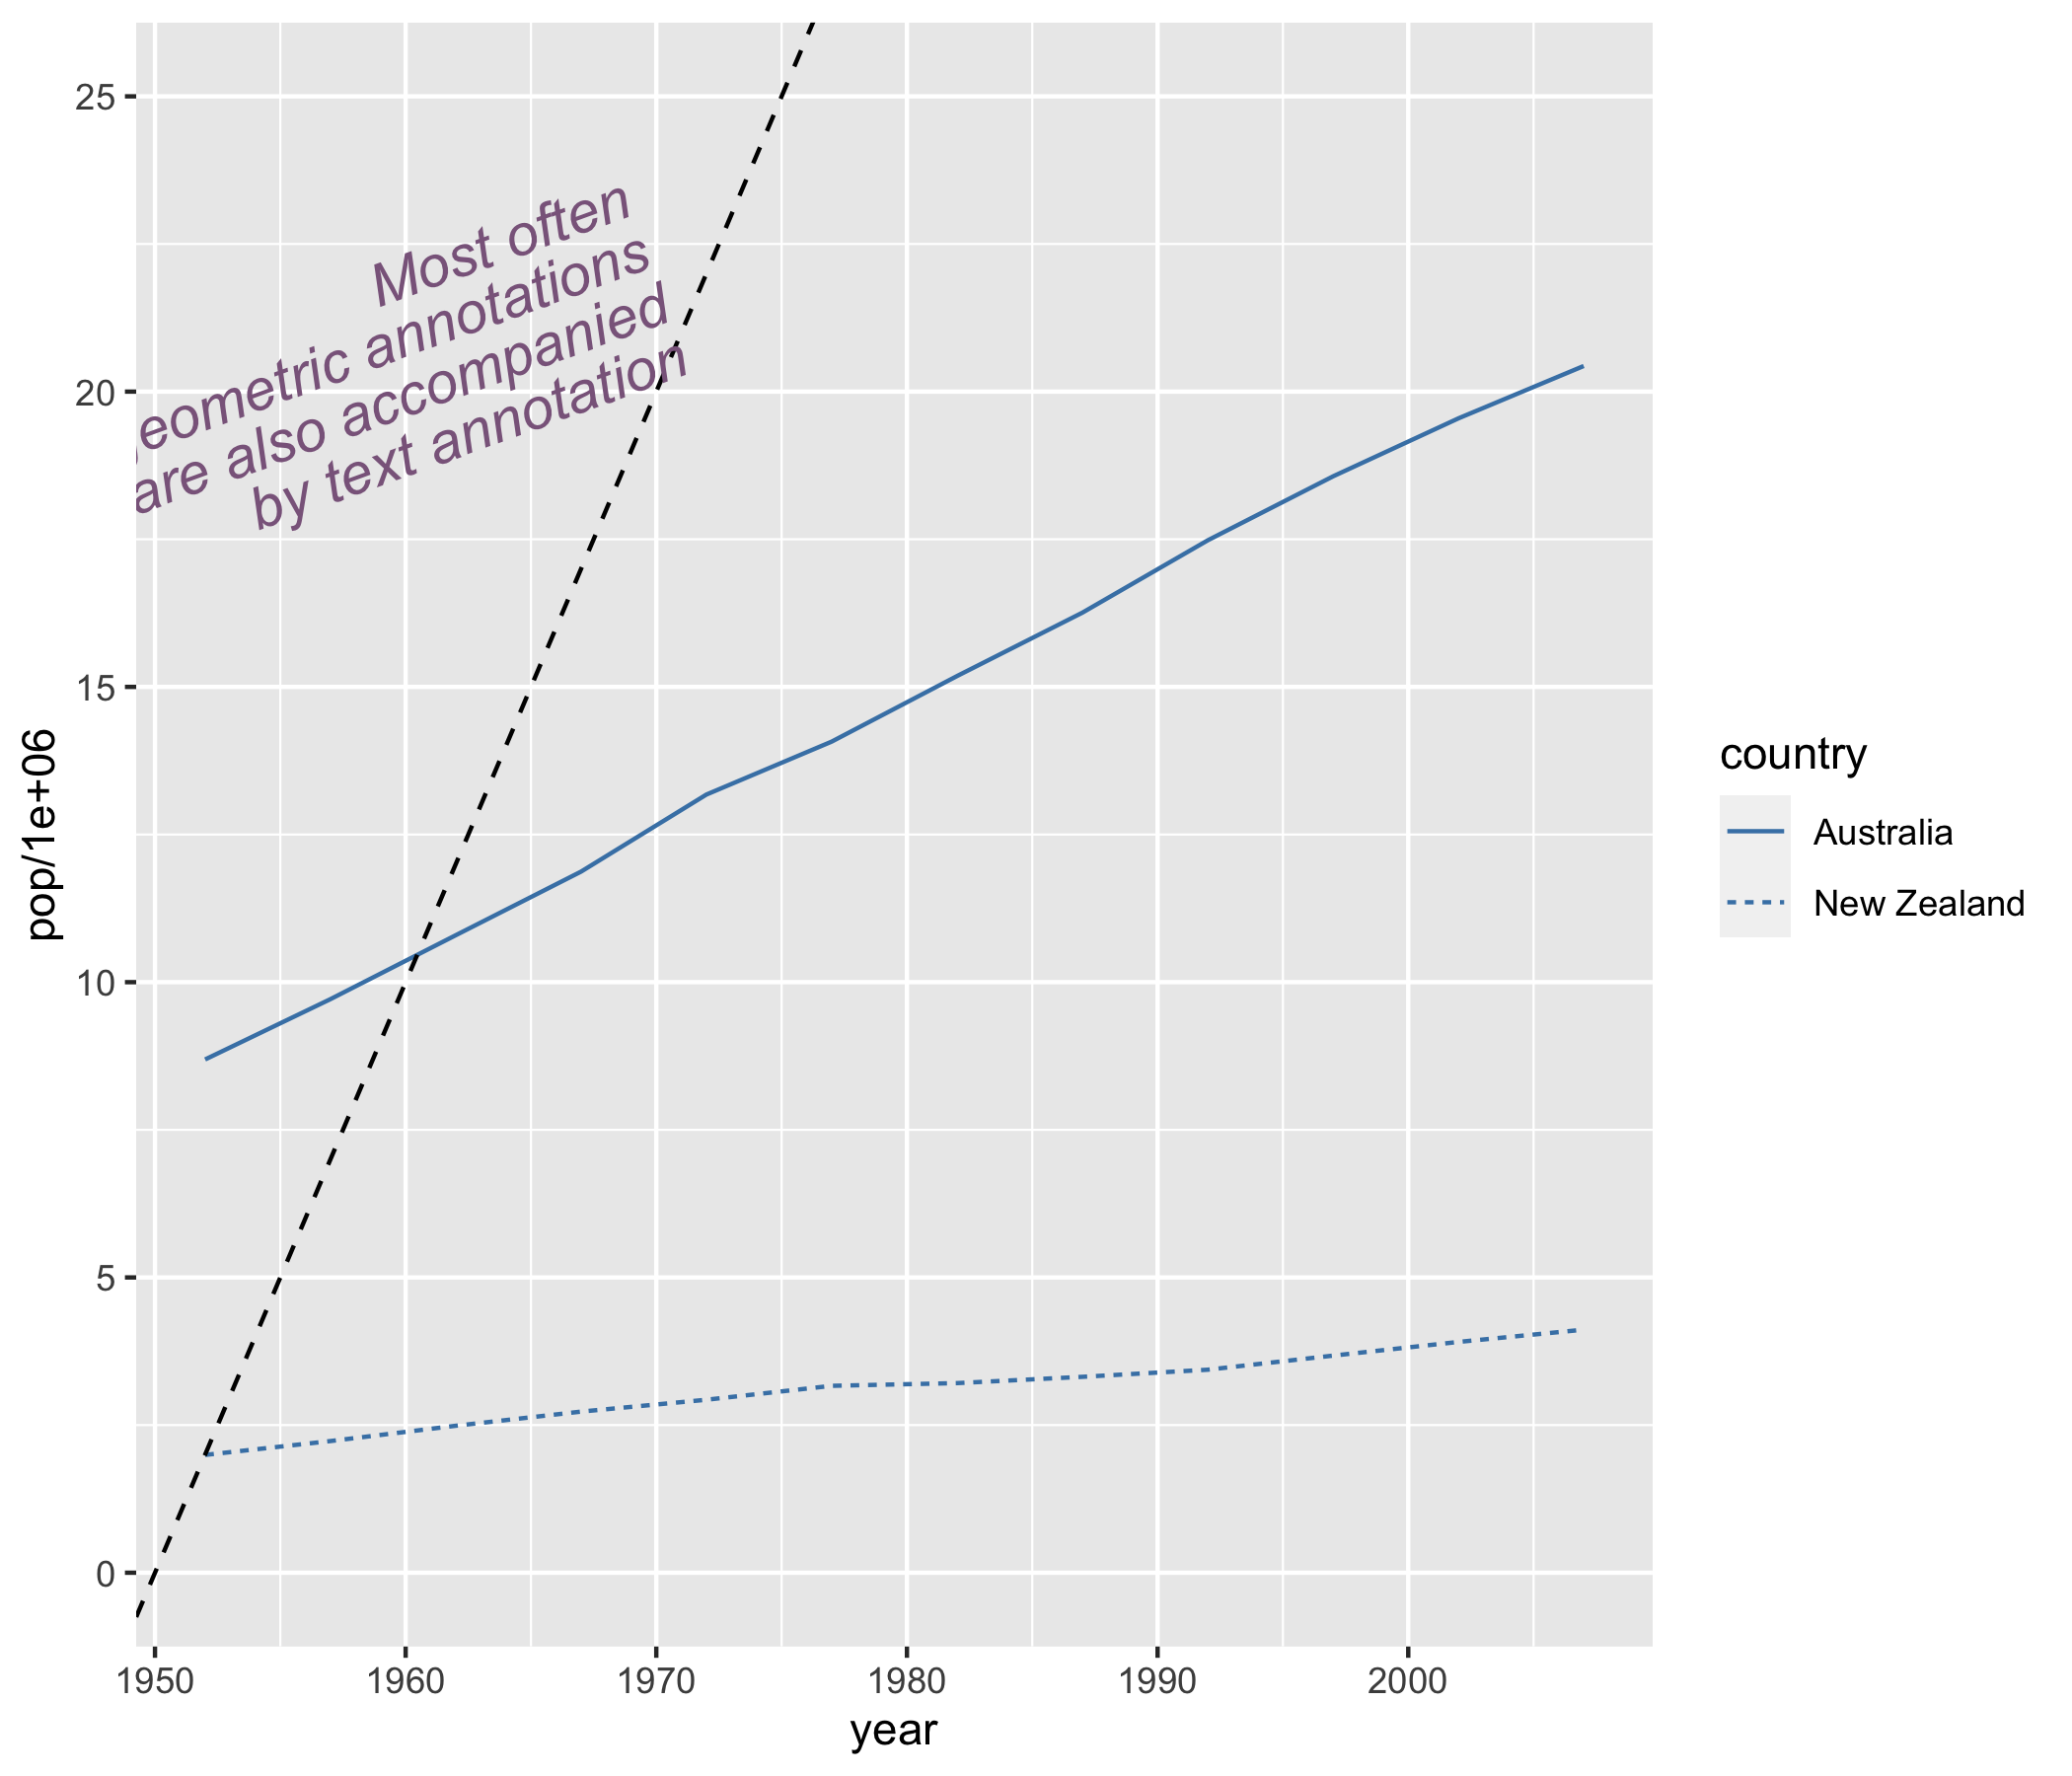 25
20
15
10
5
0
pop/1e+06
Most often
eometric annotations
are also accompanied
by text annotation
1950 1960 1970 1980 1990 2000
year
country
Australia
New Zealand